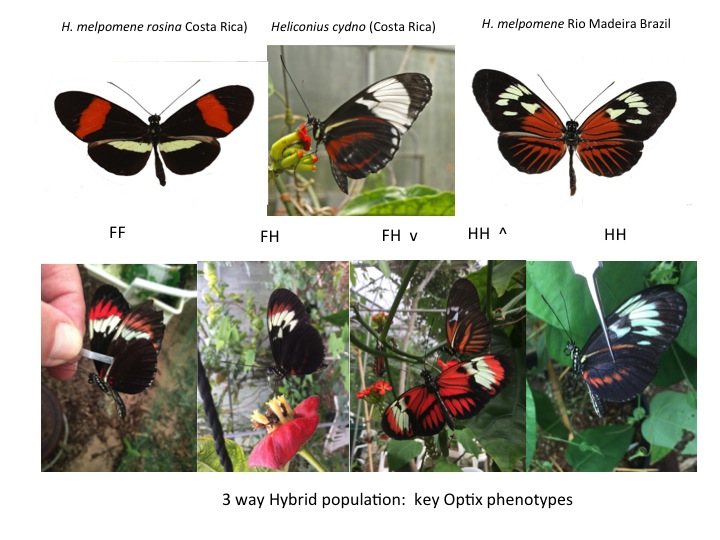 H. melpomene rosina Costa Rica)
Heliconius cydno (Costa Rica)
H. melpomene Rio Madeira Brazil
FF
FH
FH v
HH ^
HH
3 way Hybrid population: key Optix phenotypes